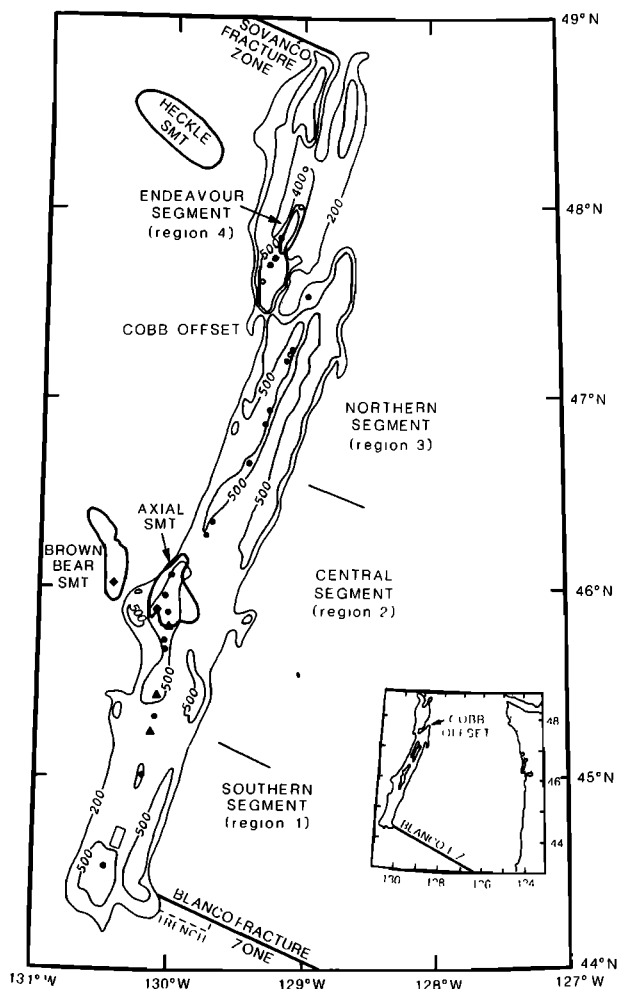 49° N
SOVANCO
FRACTURE
ZONE
HECKLE
SMT
ENDEAVOUR
SEGMENT
(region 4)
400
200
48° N
500
COBB OFFSET
500
47° N
NORTHERN
SEGMENT
(region 3)
500
500
AXIAL
SMT
BROWN
BEAR
SMT
46° N
CENTRAL
SEGMENT
(region 2)
500
500
500
COBB
OFFSET
48
46
44
BLANCO F Z
130
128
126
124
45° N
SOUTHERN
SEGMENT
(region 1)
200
500
500
BLANCO FRACTURE
ZONE
TRENCH
44° N
131° W
130° W
129° W
128° W
127° W